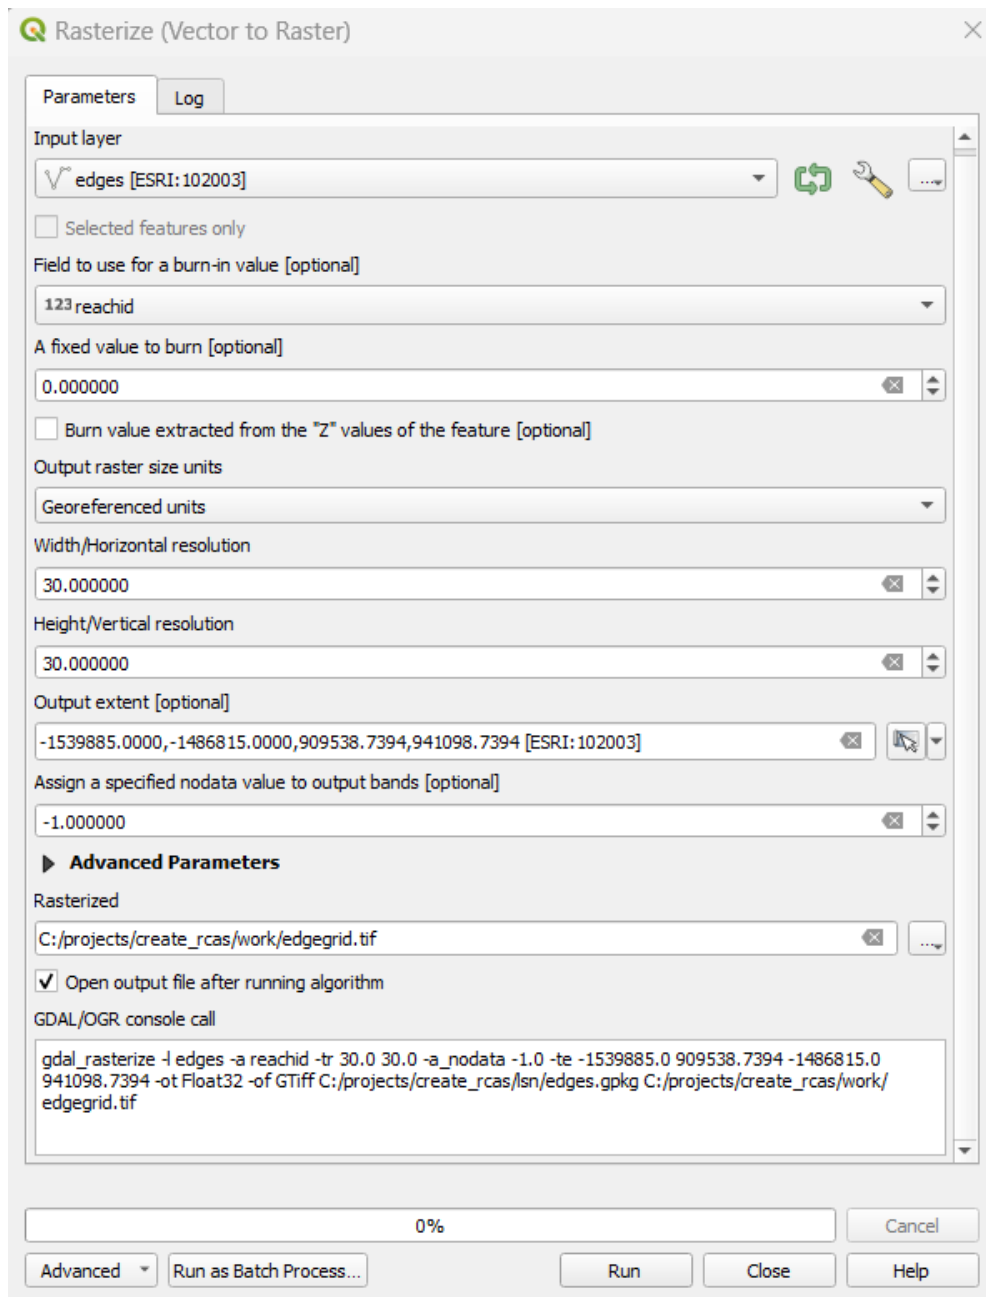 Rasterize (Vector to Raster)
Parameters
Log
Input layer
edges [ESRI:102003]
...
Selected features only
Field to use for a burn-in value [optional]
123 reachid
A fixed value to burn [optional]
0.000000
Burn value extracted from the "Z" values of the feature [optional]
Output raster size units
Georeferenced units
Width/Horizontal resolution
30.000000
Height/Vertical resolution
30.000000
Output extent [optional]
-1539885.0000,-1486815.0000,909538.7394,941098.7394 [ESRI:102003]
Assign a specified nodata value to output bands [optional]
-1.000000
Advanced Parameters
Rasterized
C:/projects/create_rcas/work/edgegrid.tif
...
Open output file after running algorithm
GDAL/OGR console call
gdal_rasterize -l edges -a reachid -tr 30.0 30.0 -a_nodata -1.0 -te -1539885.0 909538.7394 -1486815.0
941098.7394 -ot Float32 -of GTiff C:/projects/create_rcas/lsn/edges.gpkg C:/projects/create_rcas/work/
edgegrid.tif
0%
Cancel
Advanced
Run as Batch Process...
Run
Close
Help